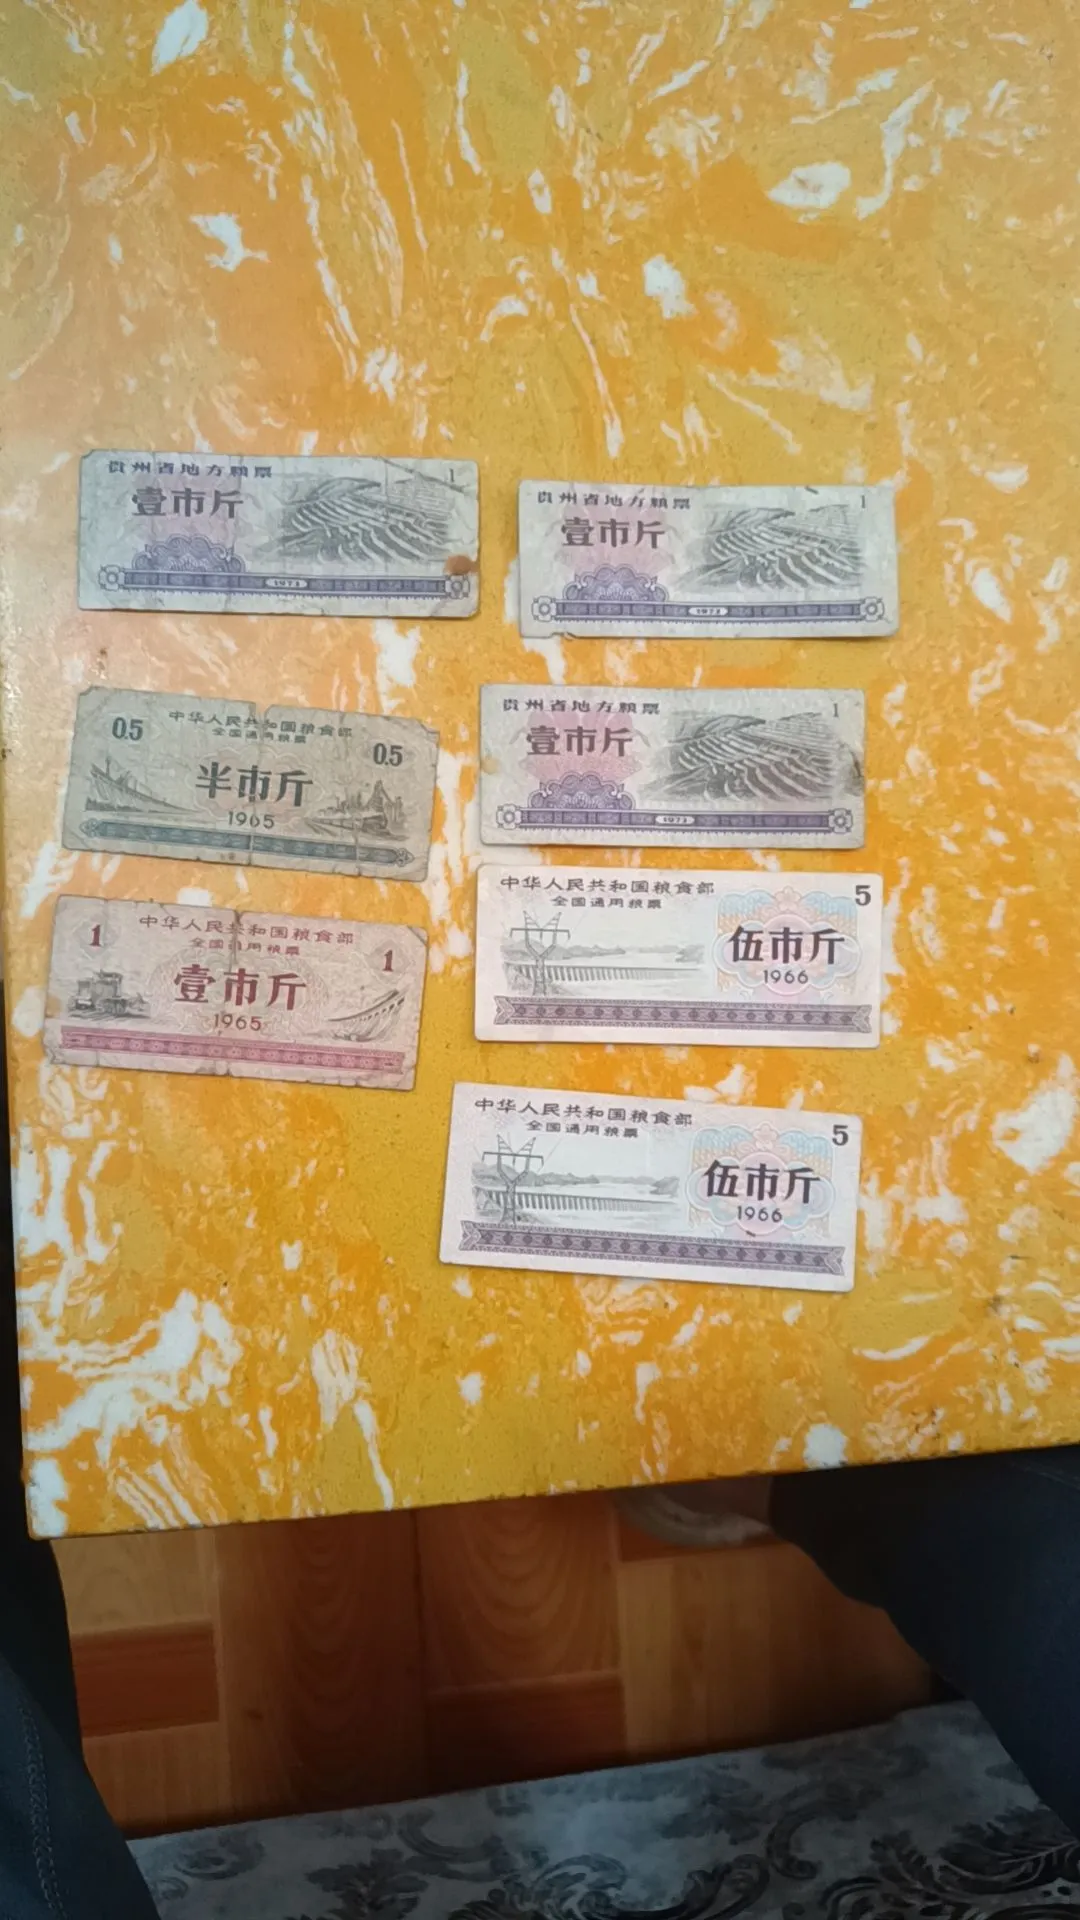 贵州省地方粮票
1
壹市斤
1973
贵州省地方粮票
1
壹市斤
1973
0.5
中华人民共和国粮食部
全国通用粮票
0.5
半市斤
1965
贵州省地方粮票
1
壹市斤
1973
1
中华人民共和国粮食部
全国通用粮票
1
壹市斤
1965
中华人民共和国粮食部
全国通用粮票
5
伍市斤
1966
中华人民共和国粮食部
全国通用粮票
5
伍市斤
1966